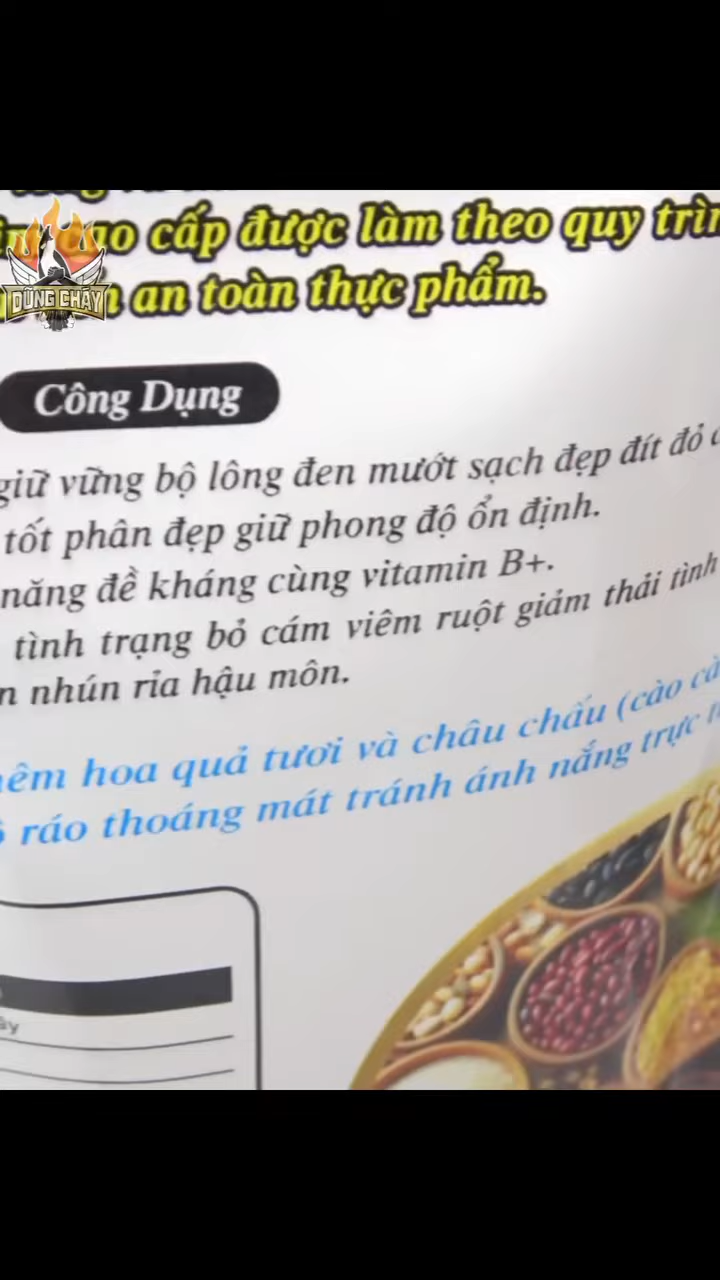 cao cấp được làm theo quy trìn
an toàn thực phẩm.
DŨNG CHÁY
Công Dụng
giữ vững bộ lông đen mướt sạch đẹp đít đỏ
tốt phân đẹp giữ phong độ ổn định.
năng đề kháng cùng vitamin B+.
tình trạng bỏ cám viêm ruột giảm thải tình
nhún rỉa hậu môn.
hoa quả tươi và châu chấu (cào cà
ráo thoáng mát tránh ánh nắng trực